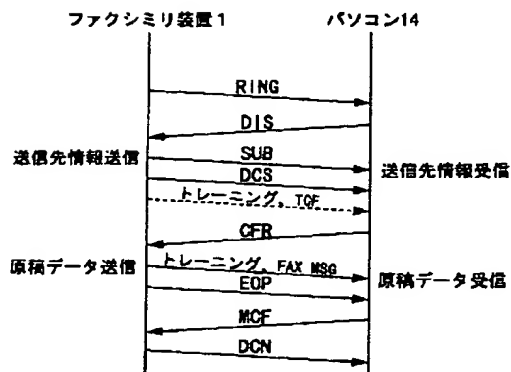 ファクシミリ装置1 パソコン14
RING
DIS
送信先情報送信 SUB 送信先情報受信
DCS
トレーニング、TCF
CFR
原稿データ送信 トレーニング、FAX MSG 原稿データ受信
EOP
MCF
DCN